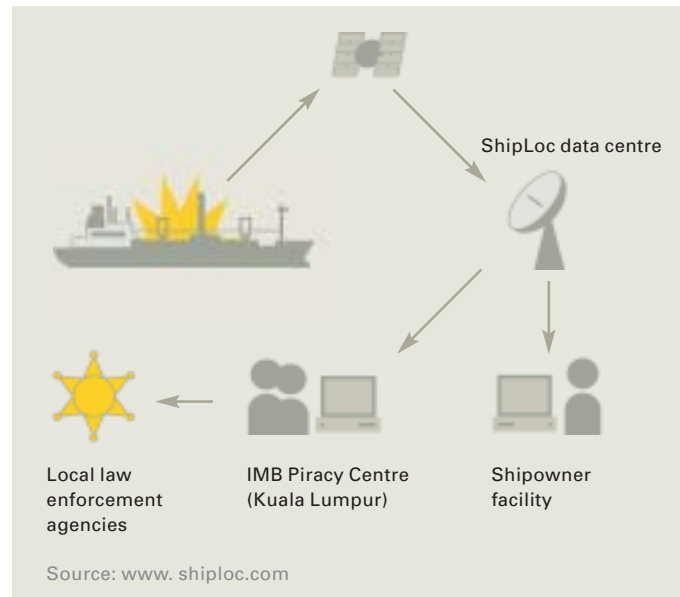 ShipLoc data centre
Local law
enforcement
agencies
IMB Piracy Centre
(Kuala Lumpur)
Shipowner
facility
Source: www. shiploc.com